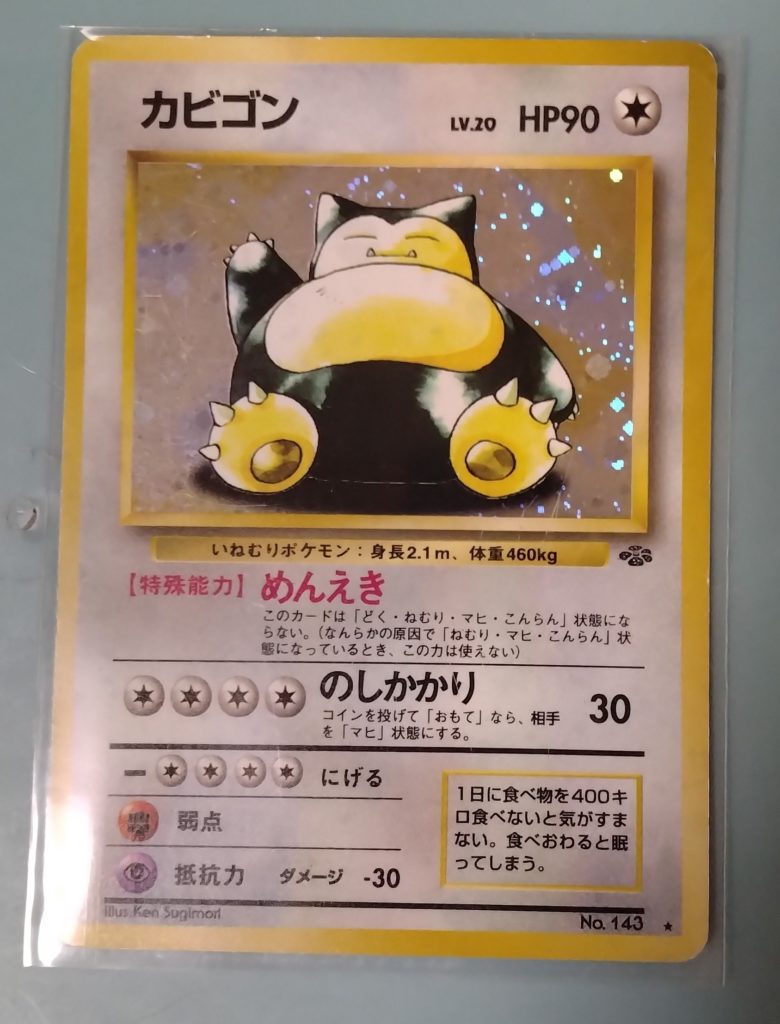 カビゴン LV.20 HP90
いねむりポケモン：身長2.1m、体重460kg
【特殊能力】めんえき
このカードは「どく・ねむり・マヒ・こんらん」状態にな
らない。（なんらかの原因で「ねむり・マヒ・こんらん」状
態になっているとき、この力は使えない）
のしかかり 30
コインを投げて「おもて」なら、相手
を「マヒ」状態にする。
ー にげる
弱点
抵抗力 ダメージ -30
1日に食べ物を400キ
ロ食べないと気がすま
ない。食べおわると眠
ってしまう。
Illus.Ken Sugimori
No. 143 ★